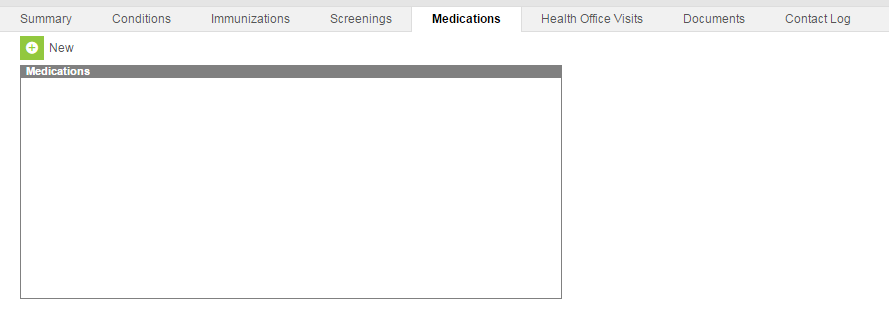 Summary Conditions Immunizations Screenings Medications Health Office Visits Documents Contact Log
New
Medications